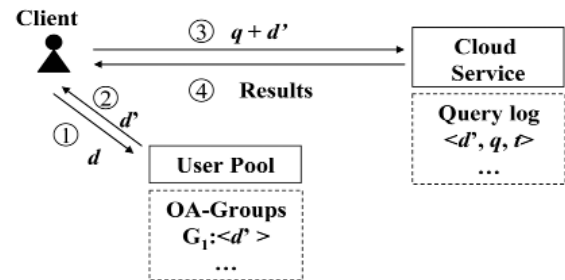 Client
③ q + d’
Cloud
Service
④ Results
Query log
<d’, q, t>
...
② d’
① d
User Pool
OA-Groups
G1:<d’ >
...